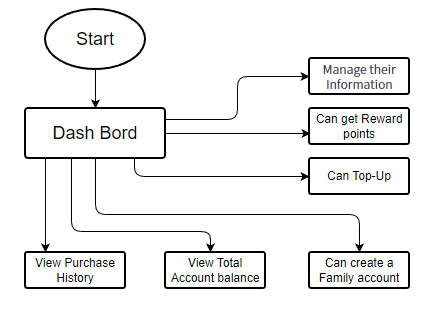 Start
Manage their
Information
Dash Bord
Can get Reward
points
Can Top-Up
View Purchase
History
View Total
Account balance
Can create a
Family account